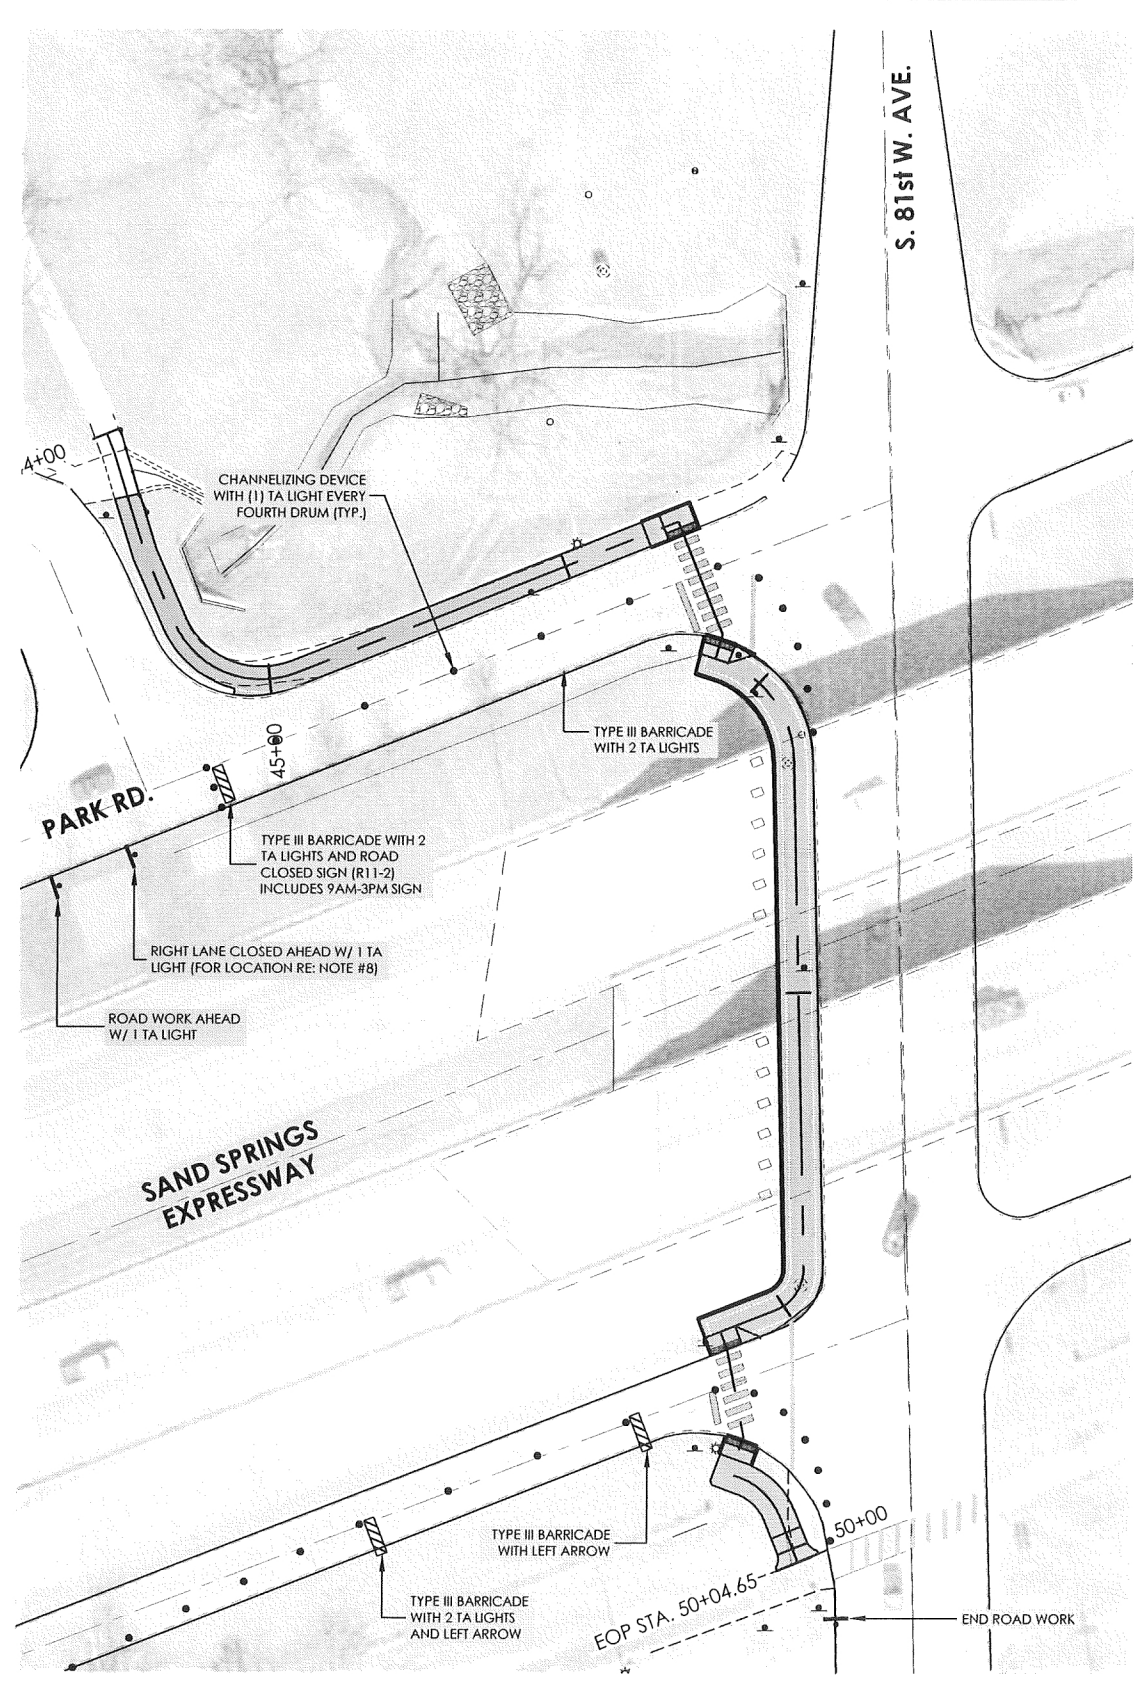 S. 81st W. AVE.
4+00
CHANNELIZING DEVICE
WITH (1) TA LIGHT EVERY
FOURTH DRUM (TYP.)
TYPE III BARRICADE
WITH 2 TA LIGHTS
45+00
PARK RD.
TYPE III BARRICADE WITH 2
TA LIGHTS AND ROAD
CLOSED SIGN (R11-2)
INCLUDES 9AM-3PM SIGN
RIGHT LANE CLOSED AHEAD W/ 1 TA
LIGHT (FOR LOCATION RE: NOTE #8)
ROAD WORK AHEAD
W/ 1 TA LIGHT
SAND SPRINGS
EXPRESSWAY
50+00
TYPE III BARRICADE
WITH LEFT ARROW
EOP STA. 50+04.65
TYPE III BARRICADE
WITH 2 TA LIGHTS
AND LEFT ARROW
END ROAD WORK